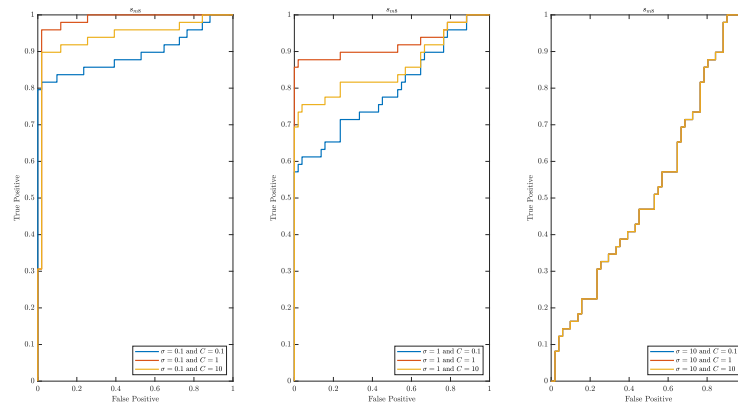 s_{m8}
1
0.9
0.8
0.7
0.6
0.5
0.4
0.3
0.2
0.1
0
True Positive
0 0.2 0.4 0.6 0.8 1
False Positive
σ = 0.1 and C = 0.1
σ = 0.1 and C = 1
σ = 0.1 and C = 10
s_{m8}
1
0.9
0.8
0.7
0.6
0.5
0.4
0.3
0.2
0.1
0
True Positive
0 0.2 0.4 0.6 0.8 1
False Positive
σ = 1 and C = 0.1
σ = 1 and C = 1
σ = 1 and C = 10
s_{m8}
1
0.9
0.8
0.7
0.6
0.5
0.4
0.3
0.2
0.1
0
True Positive
0 0.2 0.4 0.6 0.8
False Positive
σ = 10 and C = 0.1
σ = 10 and C = 1
σ = 10 and C = 10